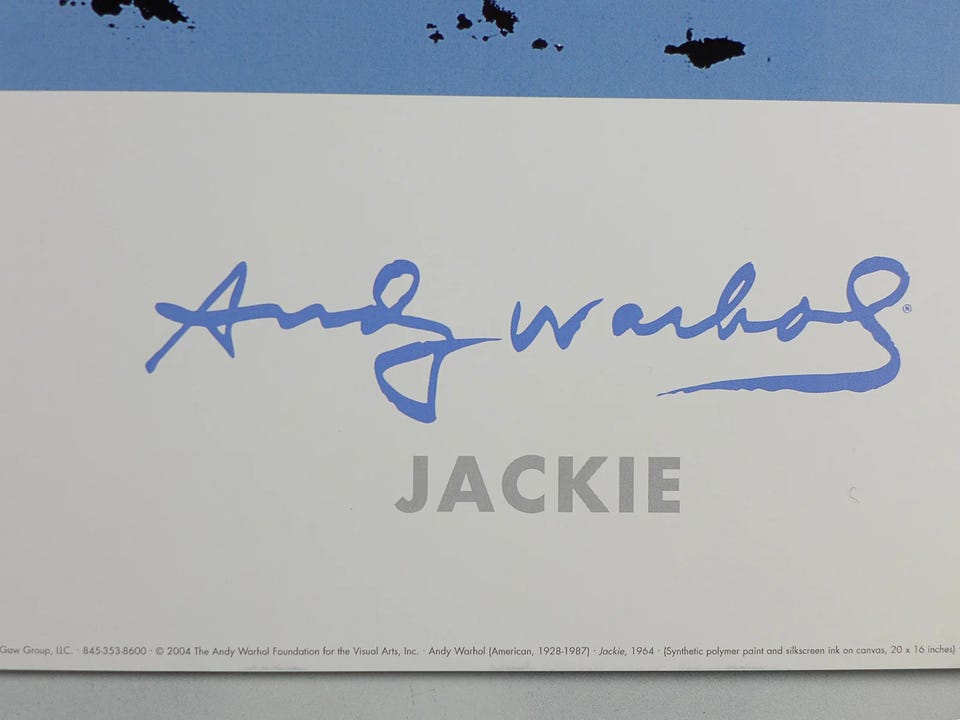 Andy Warhol®
JACKIE
Gaw Group, LLC. · 845-353-8600 · © 2004 The Andy Warhol Foundation for the Visual Arts, Inc. · Andy Warhol (American, 1928-1987) · Jackie, 1964 · (Synthetic polymer paint and silkscreen ink on canvas, 20 x 16 inches)